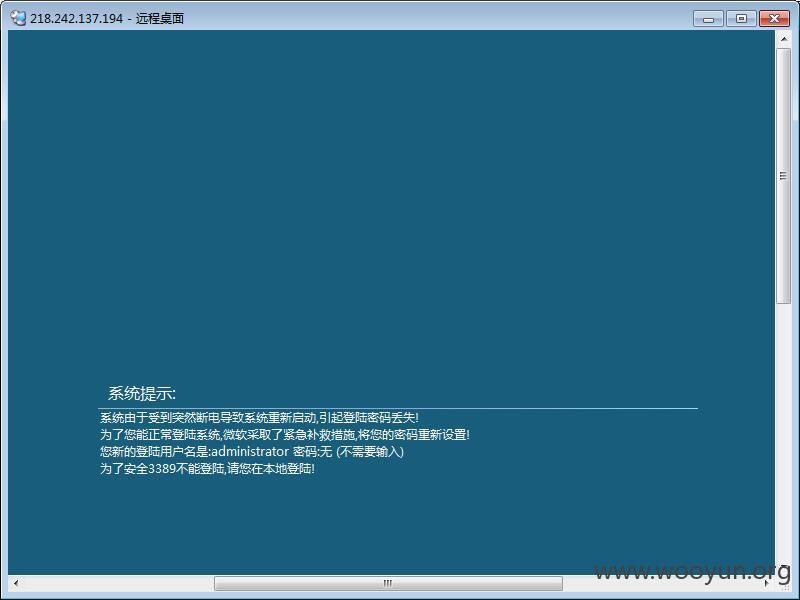 218.242.137.194 - 远程桌面
系统提示:
系统由于受到突然断电导致系统重新启动,引起登陆密码丢失!
为了您能正常登陆系统,微软采取了紧急补救措施,将您的密码重新设置!
您新的登陆用户名是:administrator 密码:无 (不需要输入)
为了安全3389不能登陆,请您在本地登陆!
www.wooyun.org